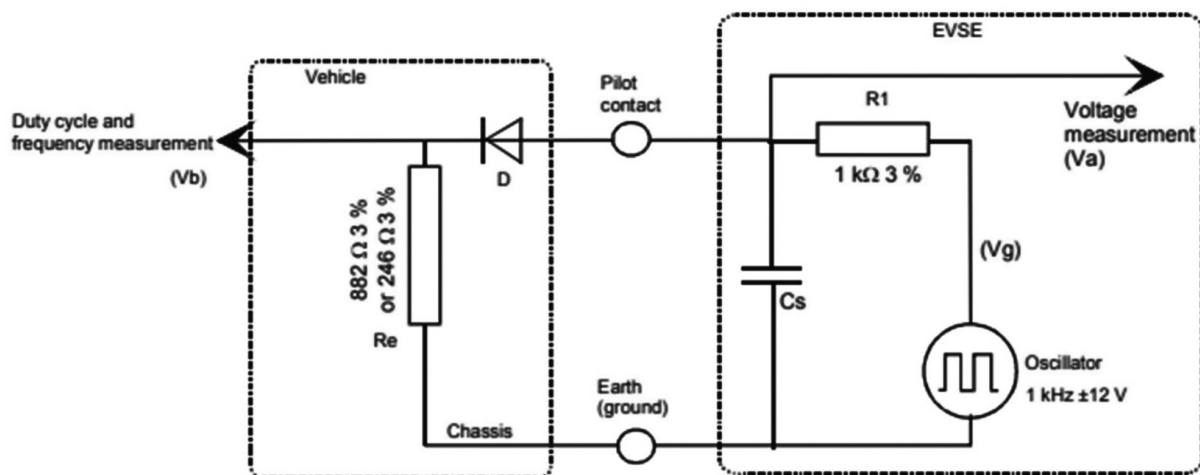 EVSE
Vehicle
Pilot
contact
R1
Voltage
measurement
(Va)
Duty cycle and
frequency measurement
(Vb)
D
1 kΩ 3 %
882 Ω 3 %
or 246 Ω 3 %
(Vg)
Cs
Re
Oscillator
1 kHz ±12 V
Earth
(ground)
Chassis